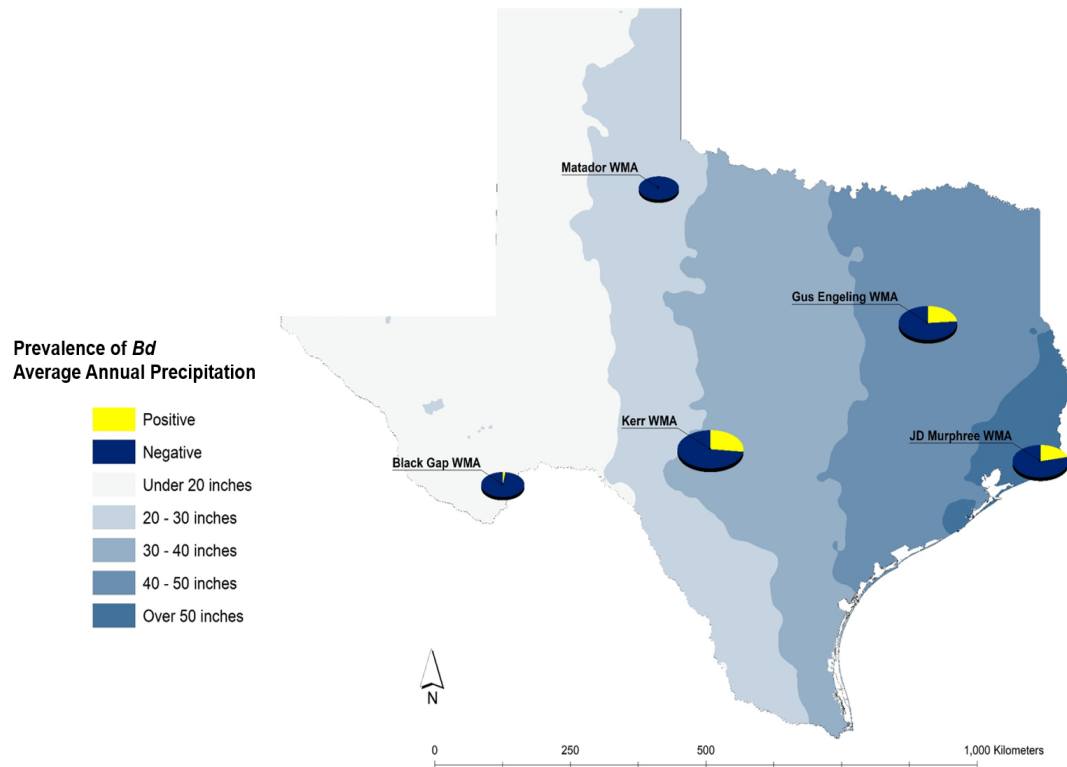 Matador WMA
Gus Engeling WMA
Kerr WMA
JD Murphree WMA
Black Gap WMA
Prevalence of Bd
Average Annual Precipitation
Positive
Negative
Under 20 inches
20 - 30 inches
30 - 40 inches
40 - 50 inches
Over 50 inches
N
0 250 500 1,000 Kilometers